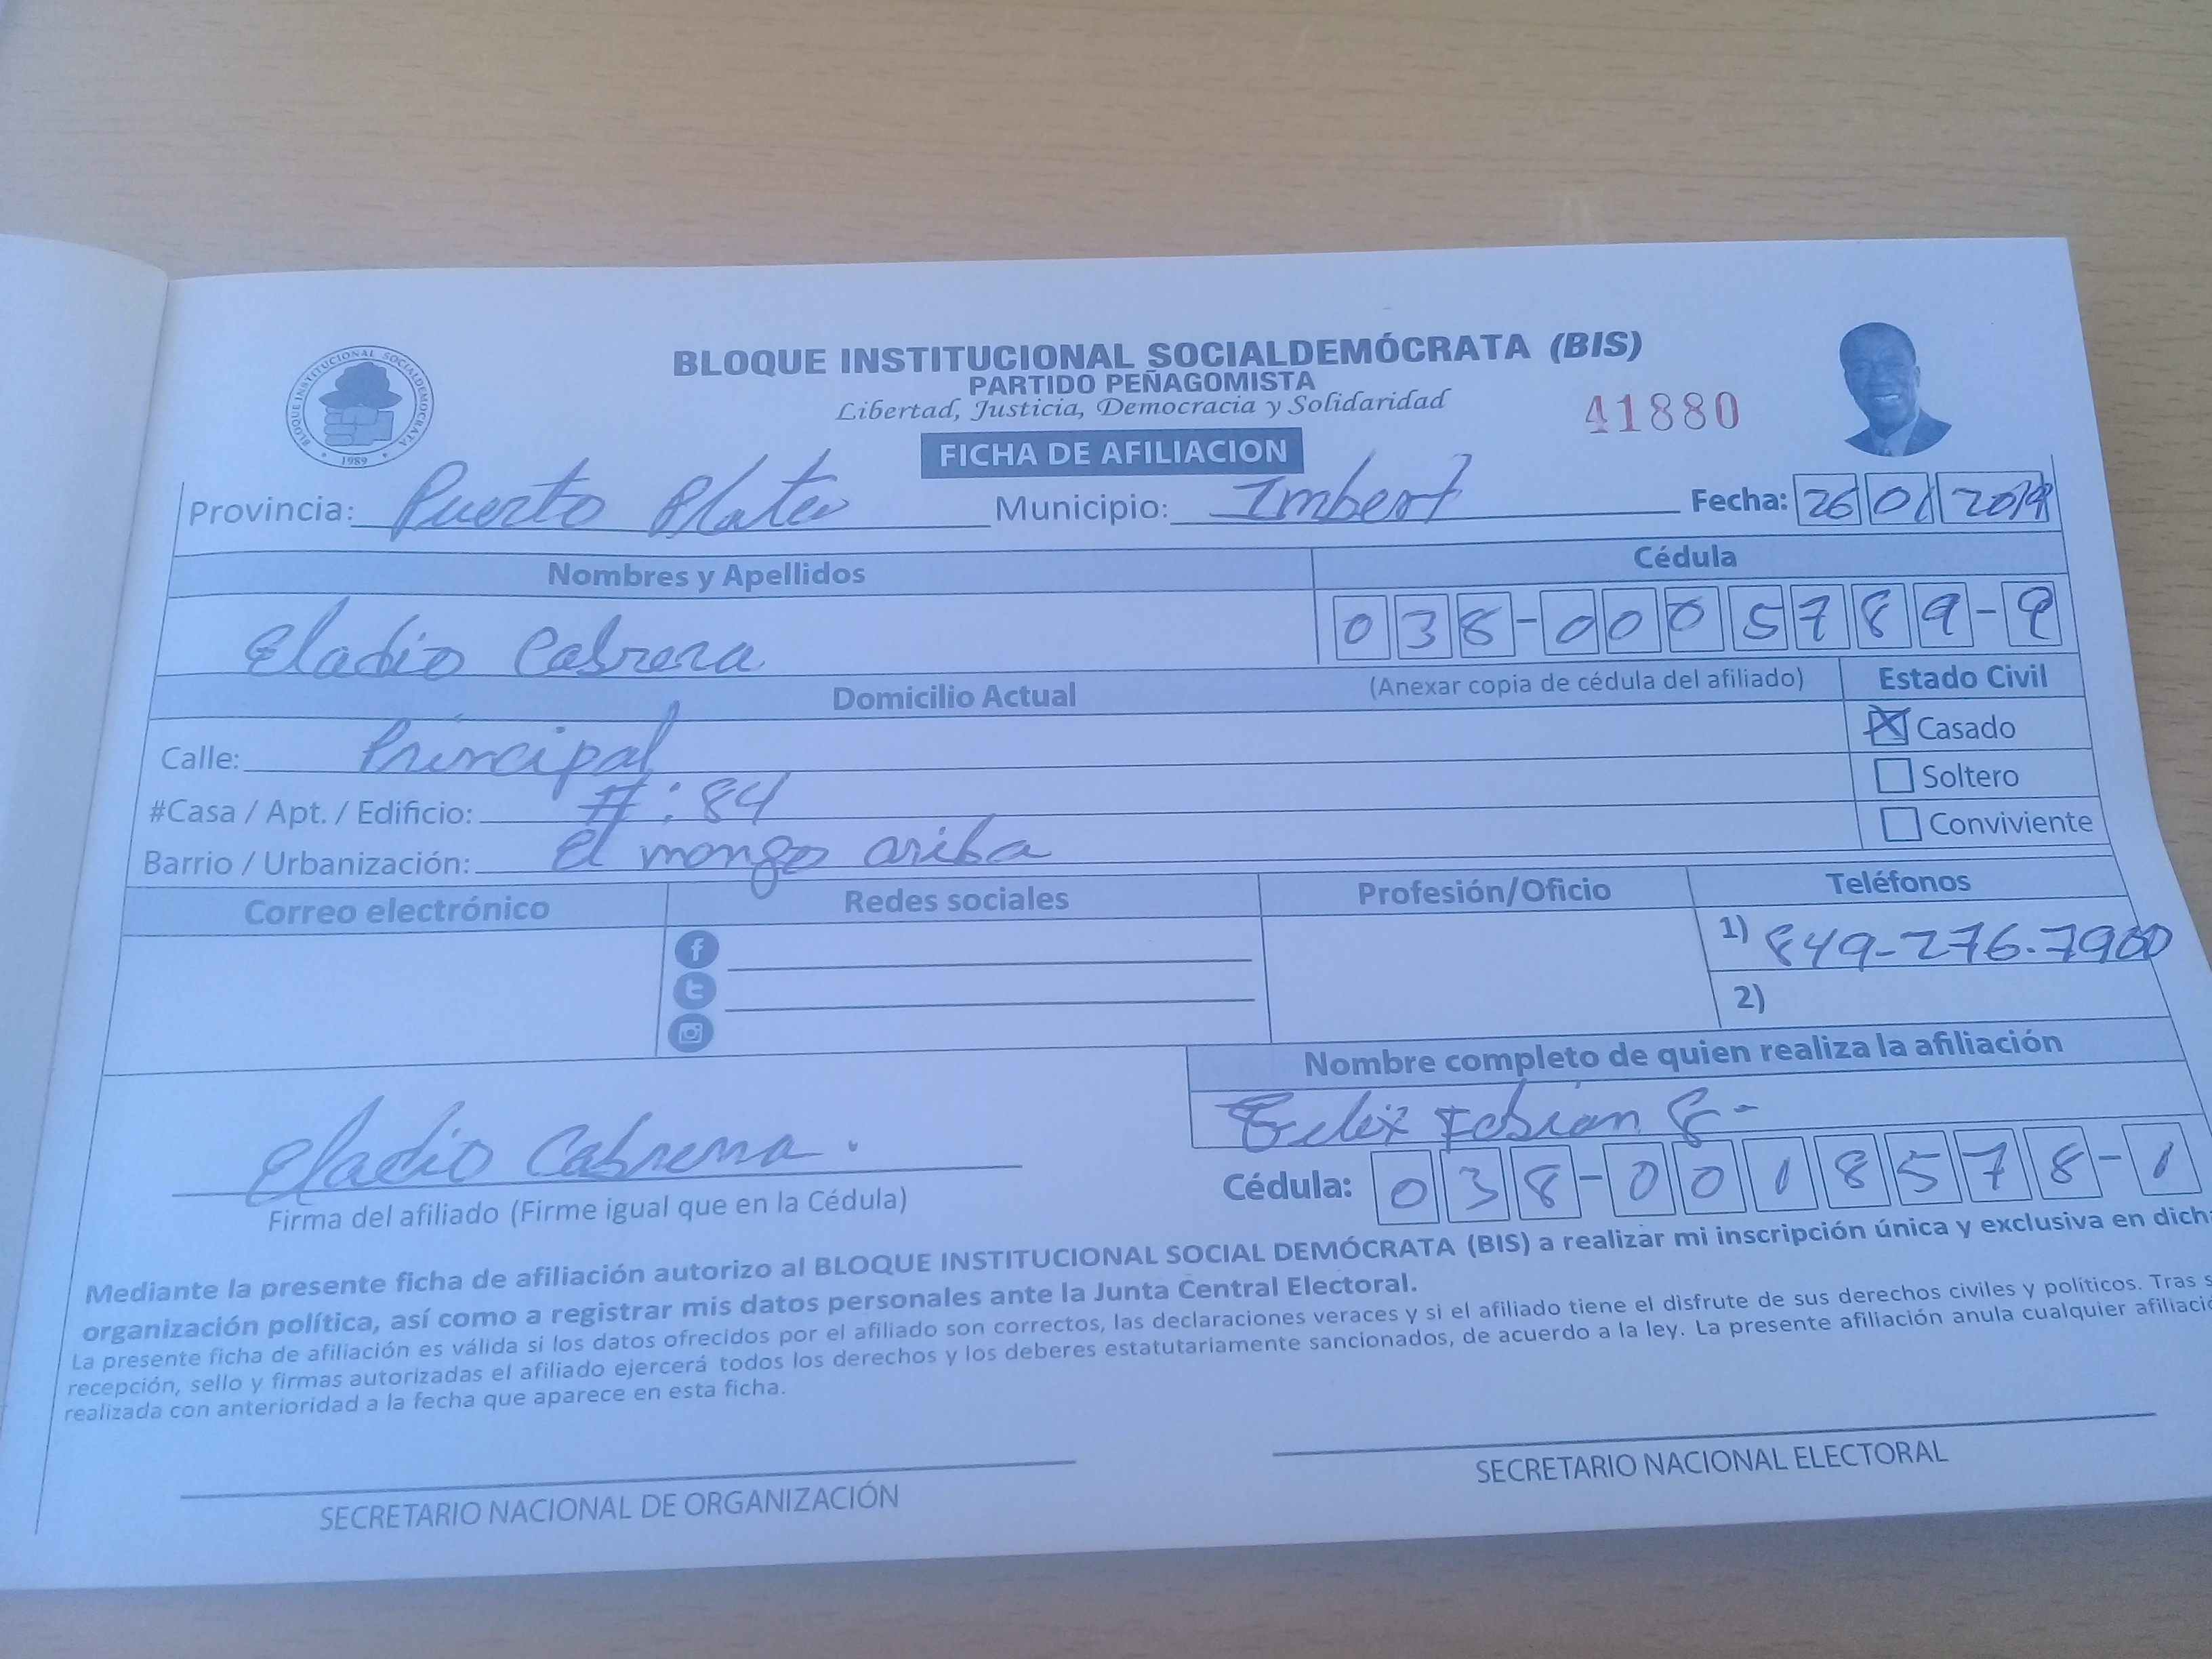 BLOQUE INSTITUCIONAL SOCIALDEMÓCRATA (BIS)
PARTIDO PEÑAGOMISTA
Libertad, Justicia, Democracia y Solidaridad
41880
BLOQUE INSTITUCIONAL SOCIALDEMOCRATA
1989
FICHA DE AFILIACION
Provincia: Puerto Plata Municipio: Imbert Fecha: 26 01 2019
Nombres y Apellidos Cédula
Eladio Cabrera 038-0005789-9
Domicilio Actual (Anexar copia de cédula del afiliado) Estado Civil
Calle: Principal Casado
#Casa / Apt. / Edificio: #: 84 Soltero
Barrio / Urbanización: el mongo ariba Conviviente
Correo electrónico Redes sociales Profesión/Oficio Teléfonos
1) 849-276.7900
2)
Nombre completo de quien realiza la afiliación
Felix Fabian
Eladio Cabrera. Cédula: 038-0018578-1
Firma del afiliado (Firme igual que en la Cédula)
Mediante la presente ficha de afiliación autorizo al BLOQUE INSTITUCIONAL SOCIAL DEMÓCRATA (BIS) a realizar mi inscripción única y exclusiva en dich
organización política, así como a registrar mis datos personales ante la Junta Central Electoral.
La presente ficha de afiliación es válida si los datos ofrecidos por el afiliado son correctos, las declaraciones veraces y si el afiliado tiene el disfrute de sus derechos civiles y políticos. Tras s
recepción, sello y firmas autorizadas el afiliado ejercerá todos los derechos y los deberes estatutariamente sancionados, de acuerdo a la ley. La presente afiliación anula cualquier afiliació
realizada con anterioridad a la fecha que aparece en esta ficha.
SECRETARIO NACIONAL DE ORGANIZACIÓN SECRETARIO NACIONAL ELECTORAL